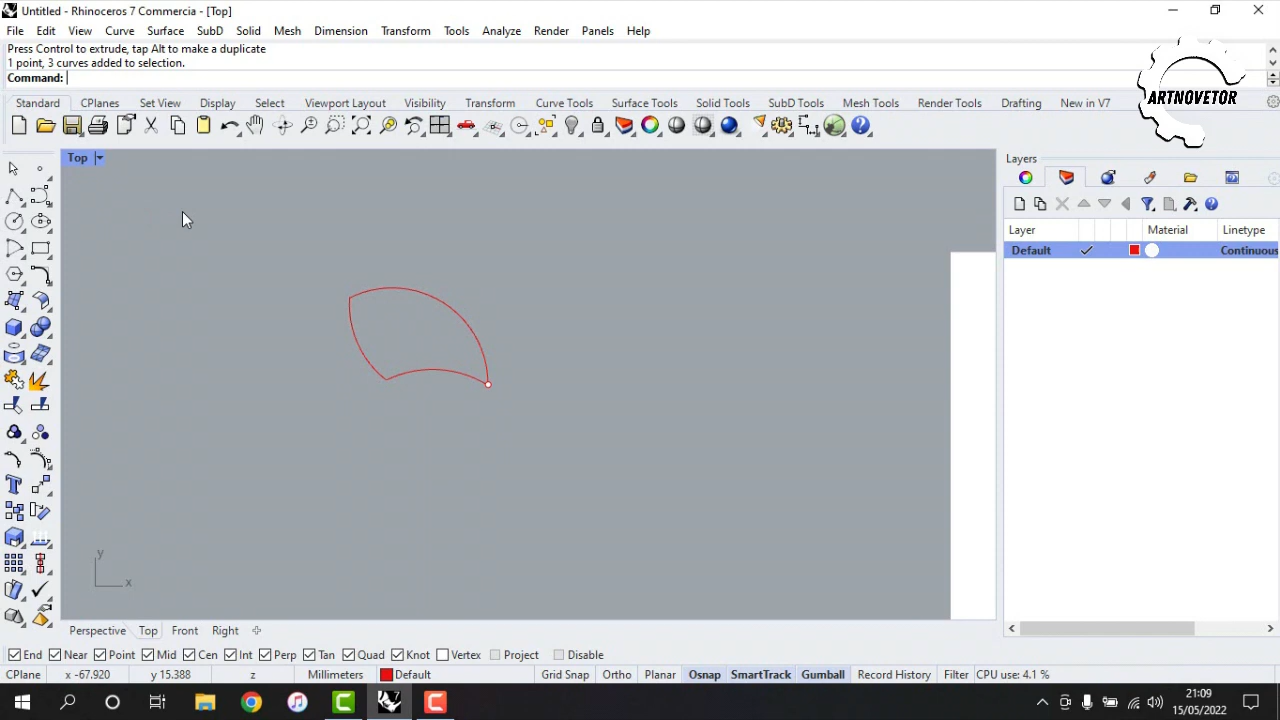 Untitled - Rhinoceros 7 Commercia - [Top]
File Edit View Curve Surface SubD Solid Mesh Dimension Transform Tools Analyze Render Panels Help
Press Control to extrude, tap Alt to make a duplicate
1 point, 3 curves added to selection.
Command:
ARTNOVETOR
Standard CPlanes Set View Display Select Viewport Layout Visibility Transform Curve Tools Surface Tools Solid Tools SubD Tools Mesh Tools Render Tools Drafting New in V7
Top
Layers
Layer Material Linetype
Default Continuous
y
x
Perspective Top Front Right
End Near Point Mid Cen Int Perp Tan Quad Knot Vertex Project Disable
CPlane x -67.920 y 15.388 z Millimeters Default Grid Snap Ortho Planar Osnap SmartTrack Gumball Record History Filter CPU use: 4.1 %
21:09
15/05/2022